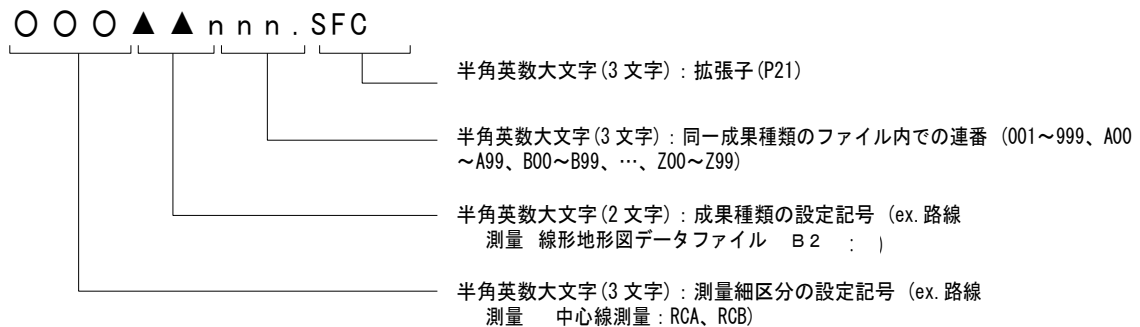 ○○○▲▲nnn.SFC
半角英数大文字(3文字):拡張子(P21)
半角英数大文字(3文字):同一成果種類のファイル内での連番 (001～999、A00
～A99、B00～B99、…、Z00～Z99)
半角英数大文字(2文字):成果種類の設定記号 (ex.路線
測量 線形地形図データファイル B2 : )
半角英数大文字(3文字):測量細区分の設定記号 (ex.路線
測量 中心線測量:RCA、RCB)